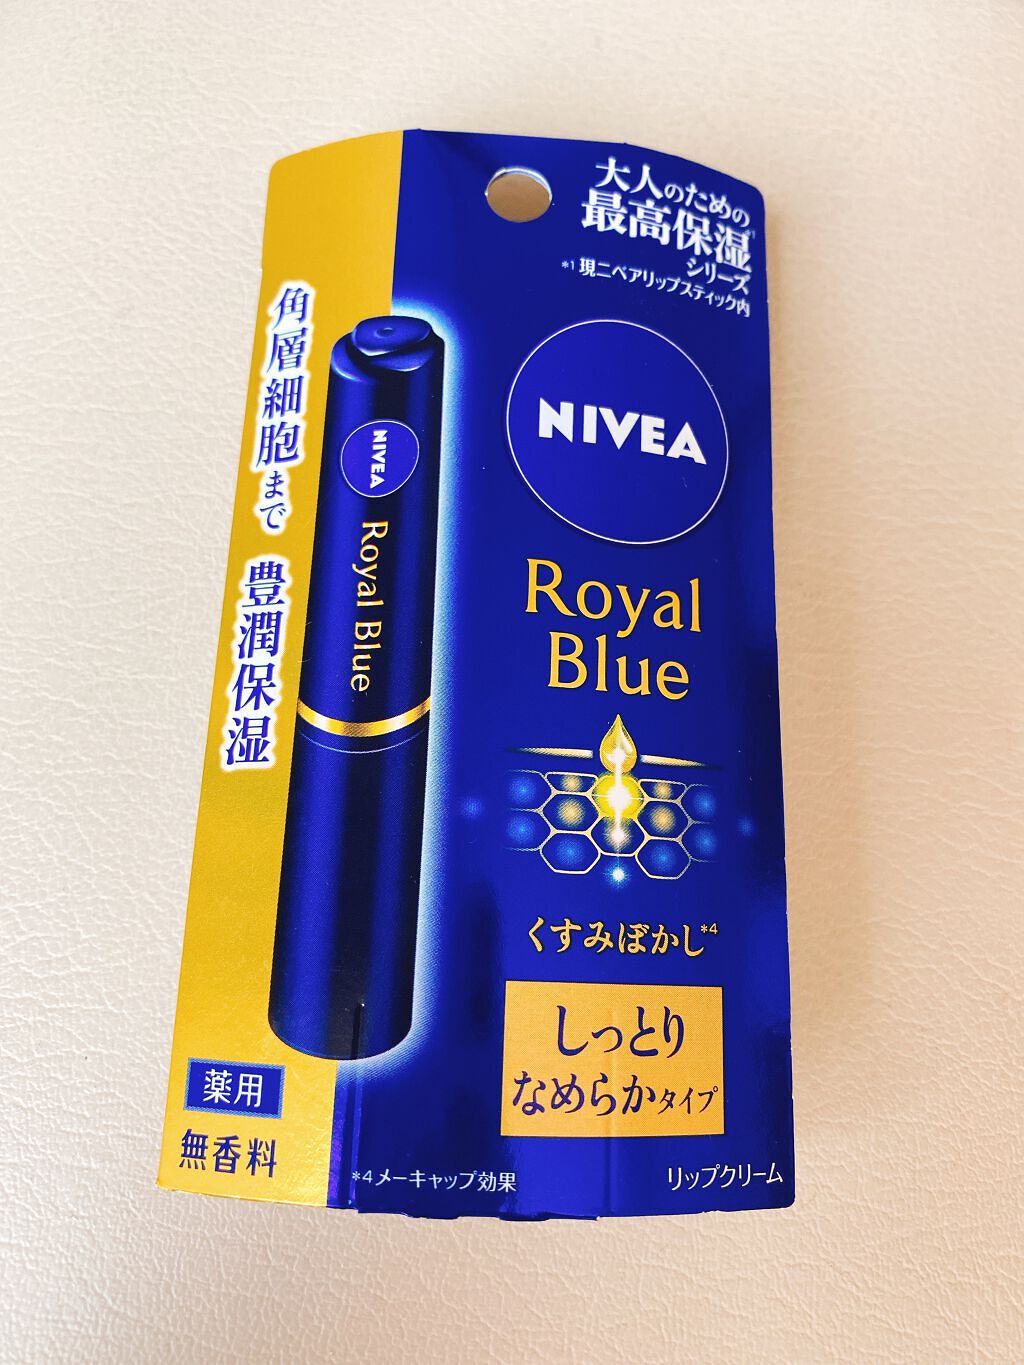 大人のための
最高保湿*1
シリーズ
*1 現ニベアリップスティック内
NIVEA
Royal
Blue
くすみぼかし*4
しっとり
なめらかタイプ
リップクリーム
*4メーキャップ効果
角層細胞まで 豊潤保湿
NIVEA
Royal Blue
薬用
無香料